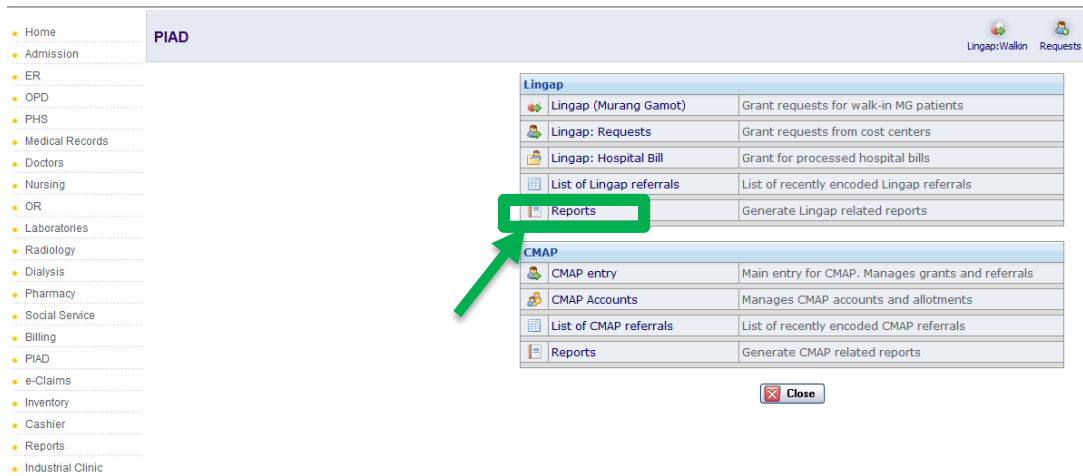 Home
Admission
ER
OPD
PHS
Medical Records
Doctors
Nursing
OR
Laboratories
Radiology
Dialysis
Pharmacy
Social Service
Billing
PIAD
e-Claims
Inventory
Cashier
Reports
Industrial Clinic
PIAD
Lingap:Walkin Requests
Lingap
Lingap (Murang Gamot) Grant requests for walk-in MG patients
Lingap: Requests Grant requests from cost centers
Lingap: Hospital Bill Grant for processed hospital bills
List of Lingap referrals List of recently encoded Lingap referrals
Reports Generate Lingap related reports
CMAP
CMAP entry Main entry for CMAP. Manages grants and referrals
CMAP Accounts Manages CMAP accounts and allotments
List of CMAP referrals List of recently encoded CMAP referrals
Reports Generate CMAP related reports
Close